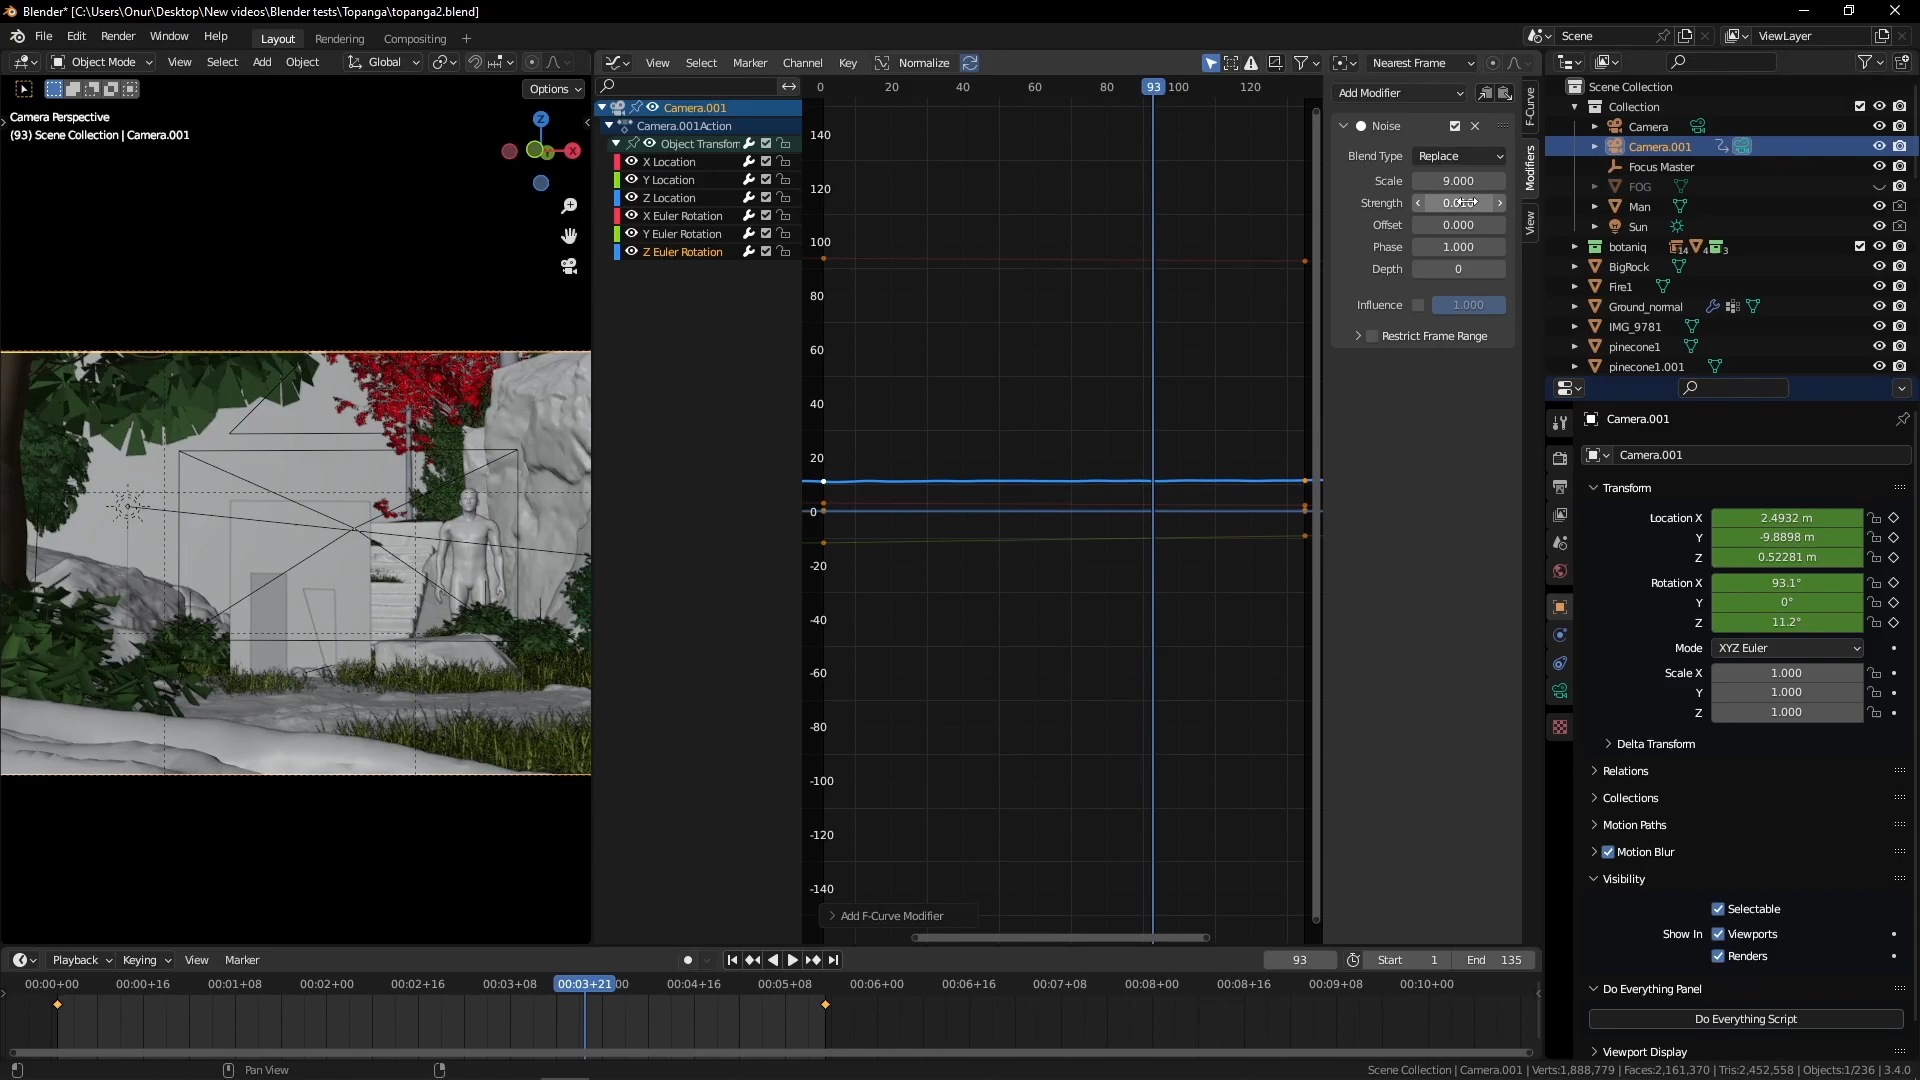 Blender* [C:\Users\Onur\Desktop\New videos\Blender tests\Topanga\topanga2.blend]
File Edit Render Window Help Layout Rendering Compositing + Scene ViewLayer
Object Mode View Select Add Object Global
View Select Marker Channel Key Normalize Nearest Frame
Options
Camera Perspective
(93) Scene Collection | Camera.001
Z
X
Camera.001
Camera.001Action
Object Transfor
X Location
Y Location
Z Location
X Euler Rotation
Y Euler Rotation
Z Euler Rotation
0 20 40 60 80 93 100 120
140
120
100
80
60
40
20
0
-20
-40
-60
-80
-100
-120
-140
Add F-Curve Modifier
Add Modifier
Noise
Blend Type Replace
Scale 9.000
Strength
Offset 0.000
Phase 1.000
Depth 0
Influence 1.000
Restrict Frame Range
F-Curve
Modifiers
View
Scene Collection
Collection
Camera
Camera.001
Focus Master
FOG
Man
Sun
botaniq 14 4 3
BigRock
Fire1
Ground_normal
IMG_9781
pinecone1
pinecone1.001
Camera.001
Camera.001
Transform
Location X 2.4932 m
Y -9.8898 m
Z 0.52281 m
Rotation X 93.1°
Y 0°
Z 11.2°
Mode XYZ Euler
Scale X 1.000
Y 1.000
Z 1.000
Delta Transform
Relations
Collections
Motion Paths
Motion Blur
Visibility
Selectable
Show In Viewports
Renders
Do Everything Panel
Do Everything Script
Viewport Display
Playback Keying View Marker 93 Start 1 End 135
00:00+00 00:00+16 00:01+08 00:02+00 00:02+16 00:03+08 00:03+21 00 00:04+16 00:05+08 00:06+00 00:06+16 00:07+08 00:08+00 00:08+16 00:09+08 00:10+00
Pan View
Scene Collection | Camera.001 | Verts:1,888,779 | Faces:2,161,370 | Tris:2,452,558 | Objects:1/236 | 3.4.0